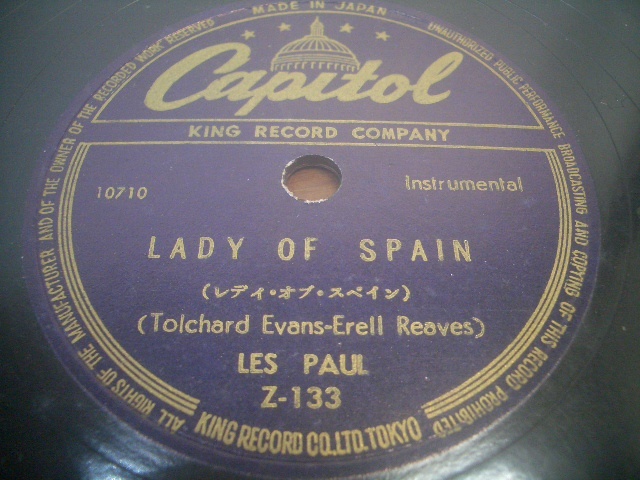 MADE IN JAPAN
Capitol
KING RECORD COMPANY
10710
Instrumental
LADY OF SPAIN
(レディ・オブ・スペイン)
(Tolchard Evans-Erell Reaves)
LES PAUL
Z-133
KING RECORD CO. LTD. TOKYO
ALL RIGHTS OF THE MANUFACTURER AND OF THE OWNER OF THE RECORDED WORK RESERVED
UNAUTHORIZED PUBLIC PERFORMANCE BROADCASTING AND COPYING OF THIS RECORD PROHIBITED